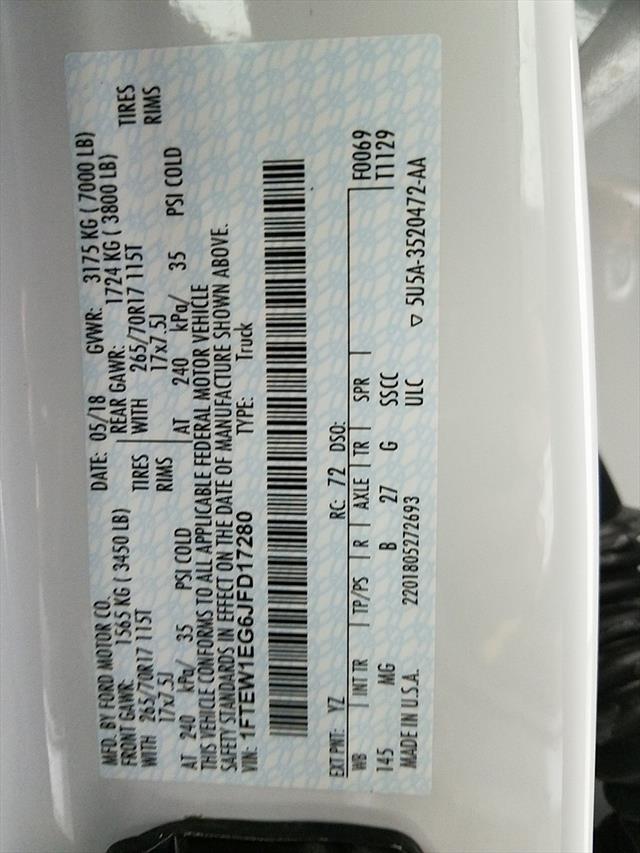 MFD. BY FORD MOTOR CO.
DATE: 05/18 GVWR: 3175 KG ( 7000 LB)
FRONT GAWR: 1565 KG ( 3450 LB)
REAR GAWR: 1724 KG ( 3800 LB)
WITH 265/70R17 115T TIRES
WITH 265/70R17 115T TIRES
17x7.5J RIMS
17x7.5J RIMS
AT 240 kPa/ 35 PSI COLD
AT 240 kPa/ 35 PSI COLD
THIS VEHICLE CONFORMS TO ALL APPLICABLE FEDERAL MOTOR VEHICLE
SAFETY STANDARDS IN EFFECT ON THE DATE OF MANUFACTURE SHOWN ABOVE.
VIN: 1FTEW1EG6JFD17280 TYPE: Truck
EXT PNT: YZ RC: 72 DSO: F0069
WB INT TR TP/PS R AXLE TR SPR T1129
145 MG B 27 G SSCC
MADE IN U.S.A. 2201805272693 ULC ▽ 5U5A-3520472-AA